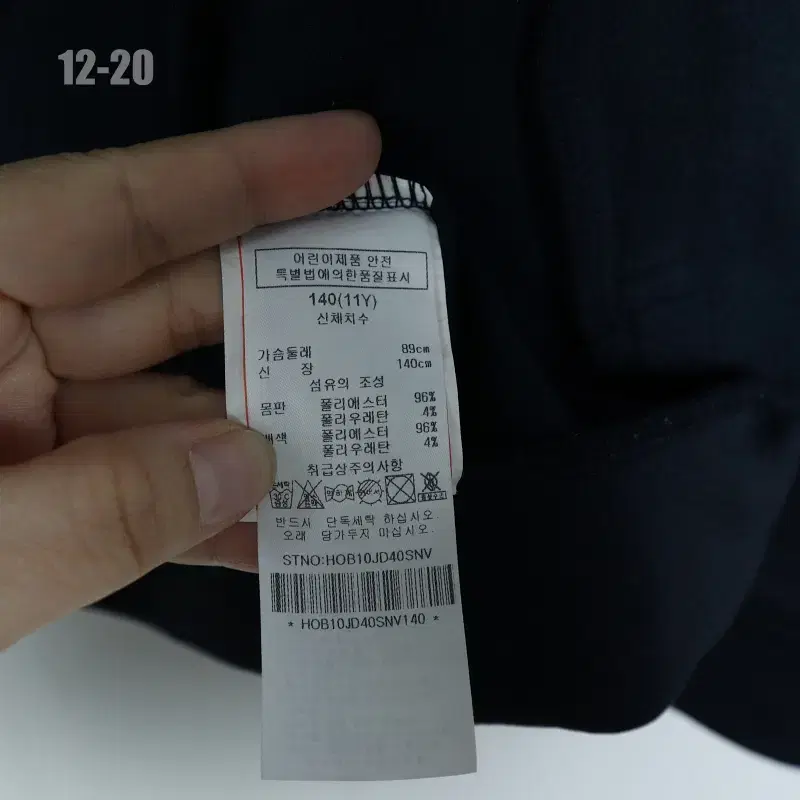 12-20
어린이제품 안전
특별법에의한품질표시
140(11Y)
신체치수
가슴둘레 89cm
신 장 140cm
섬유의 조성
몸판 폴리에스터 96%
폴리우레탄 4%
배색 폴리에스터 96%
폴리우레탄 4%
취급상주의사항
반드시 단독세탁 하십시오.
오래 담가두지 마십시오.
STNO:HOB10JD40SNV
* HOB10JD40SNV140 *